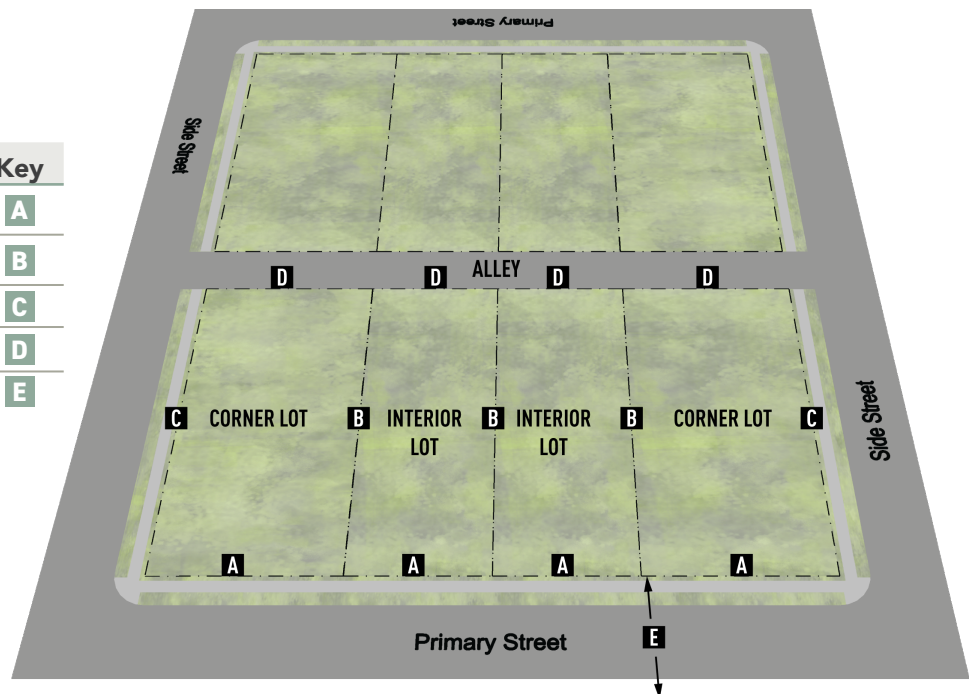 Primary Street
Side Street
Key
A
B
C
D
E
ALLEY
D
D
D
D
C
CORNER LOT
B
INTERIOR
LOT
B
INTERIOR
LOT
B
CORNER LOT
C
Side Street
A
A
A
A
Primary Street
E